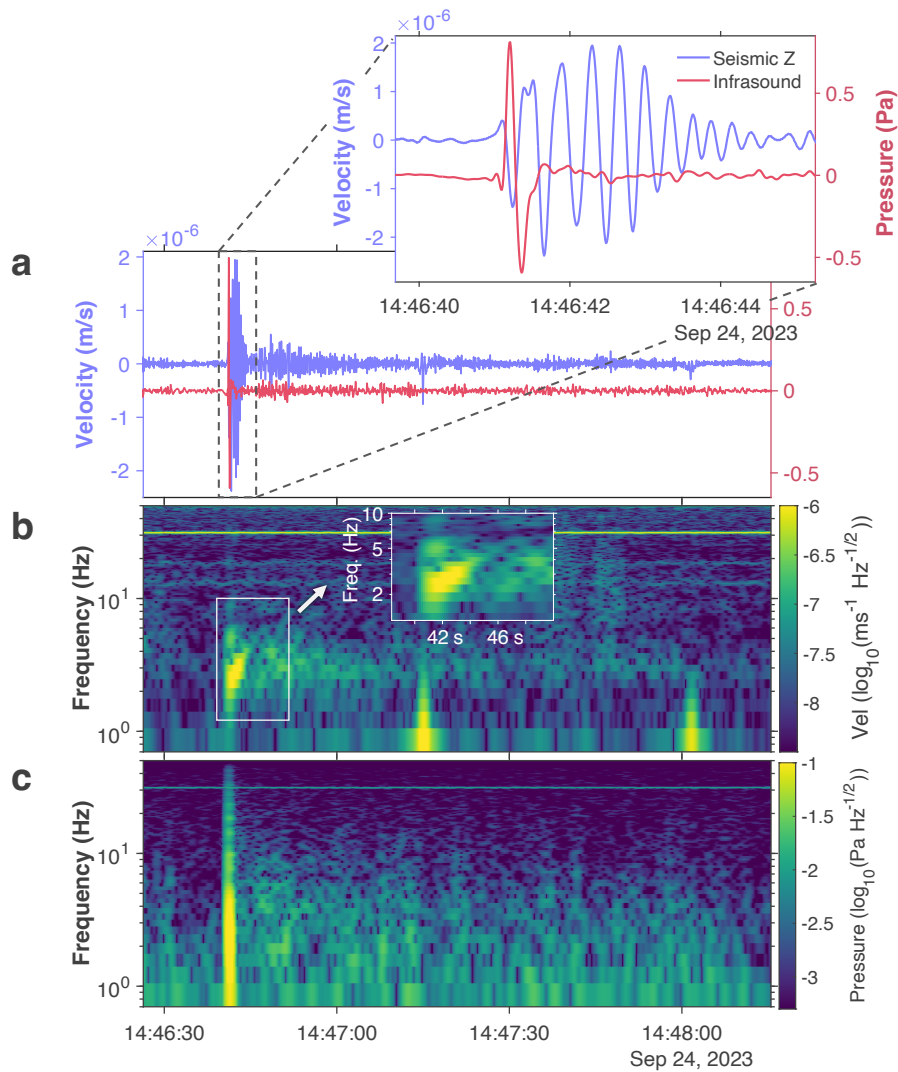 ×10⁻⁶
2
1
0
-1
-2
Velocity (m/s)
Seismic Z
Infrasound
0.5
0
-0.5
Pressure (Pa)
14:46:40
14:46:42
14:46:44
Sep 24, 2023
a
×10⁻⁶
2
1
0
-1
-2
Velocity (m/s)
0.5
0
-0.5
b
Frequency (Hz)
10¹
10⁰
Freq. (Hz)
10
5
2
42 s
46 s
-6
-6.5
-7
-7.5
-8
Vel (log₁₀(ms⁻¹ Hz⁻¹/²))
c
Frequency (Hz)
10¹
10⁰
-1
-1.5
-2
-2.5
-3
Pressure (log₁₀(Pa Hz⁻¹/²))
14:46:30
14:47:00
14:47:30
14:48:00
Sep 24, 2023